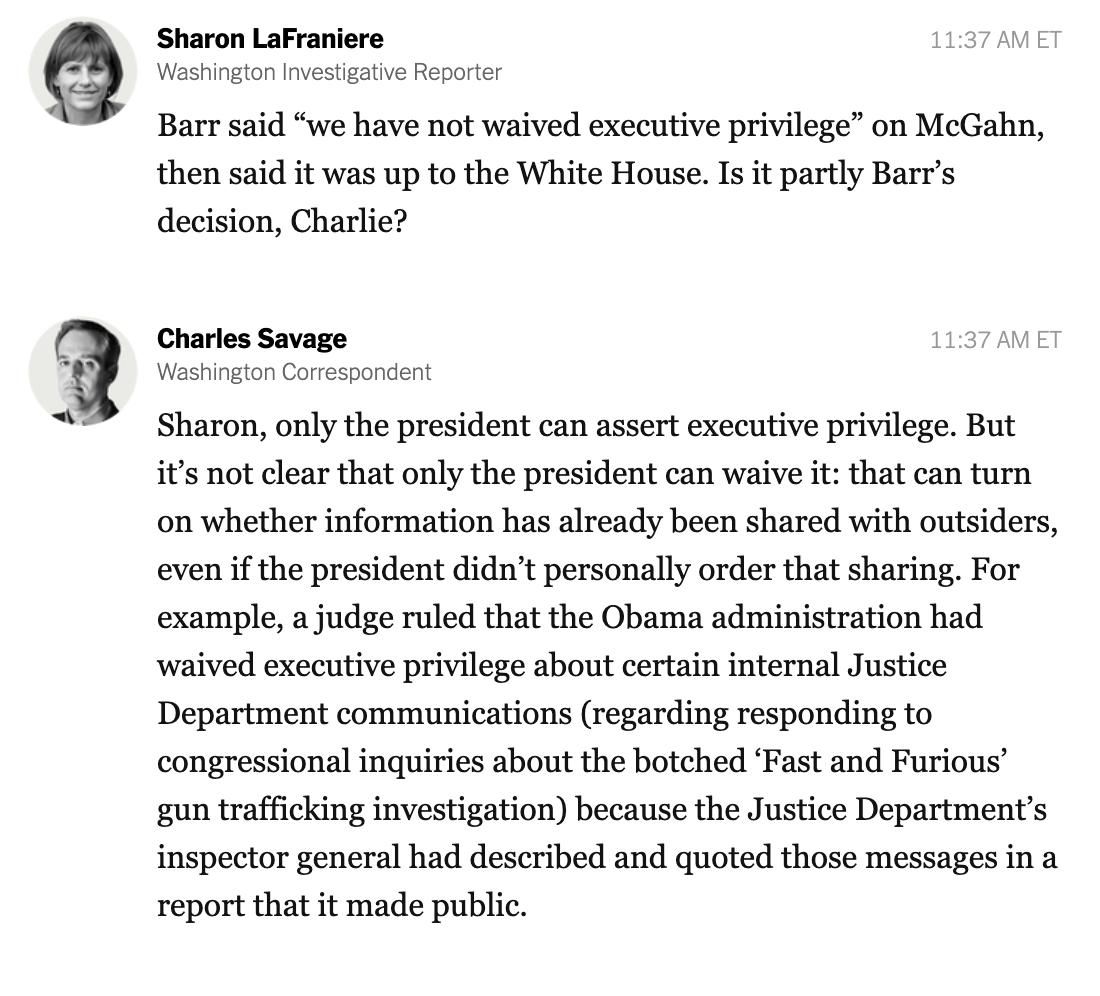 Sharon LaFraniere
11:37 AM ET
Washington Investigative Reporter
Barr said “we have not waived executive privilege” on McGahn,
then said it was up to the White House. Is it partly Barr’s
decision, Charlie?
Charles Savage
11:37 AM ET
Washington Correspondent
Sharon, only the president can assert executive privilege. But
it’s not clear that only the president can waive it: that can turn
on whether information has already been shared with outsiders,
even if the president didn’t personally order that sharing. For
example, a judge ruled that the Obama administration had
waived executive privilege about certain internal Justice
Department communications (regarding responding to
congressional inquiries about the botched ‘Fast and Furious’
gun trafficking investigation) because the Justice Department’s
inspector general had described and quoted those messages in a
report that it made public.